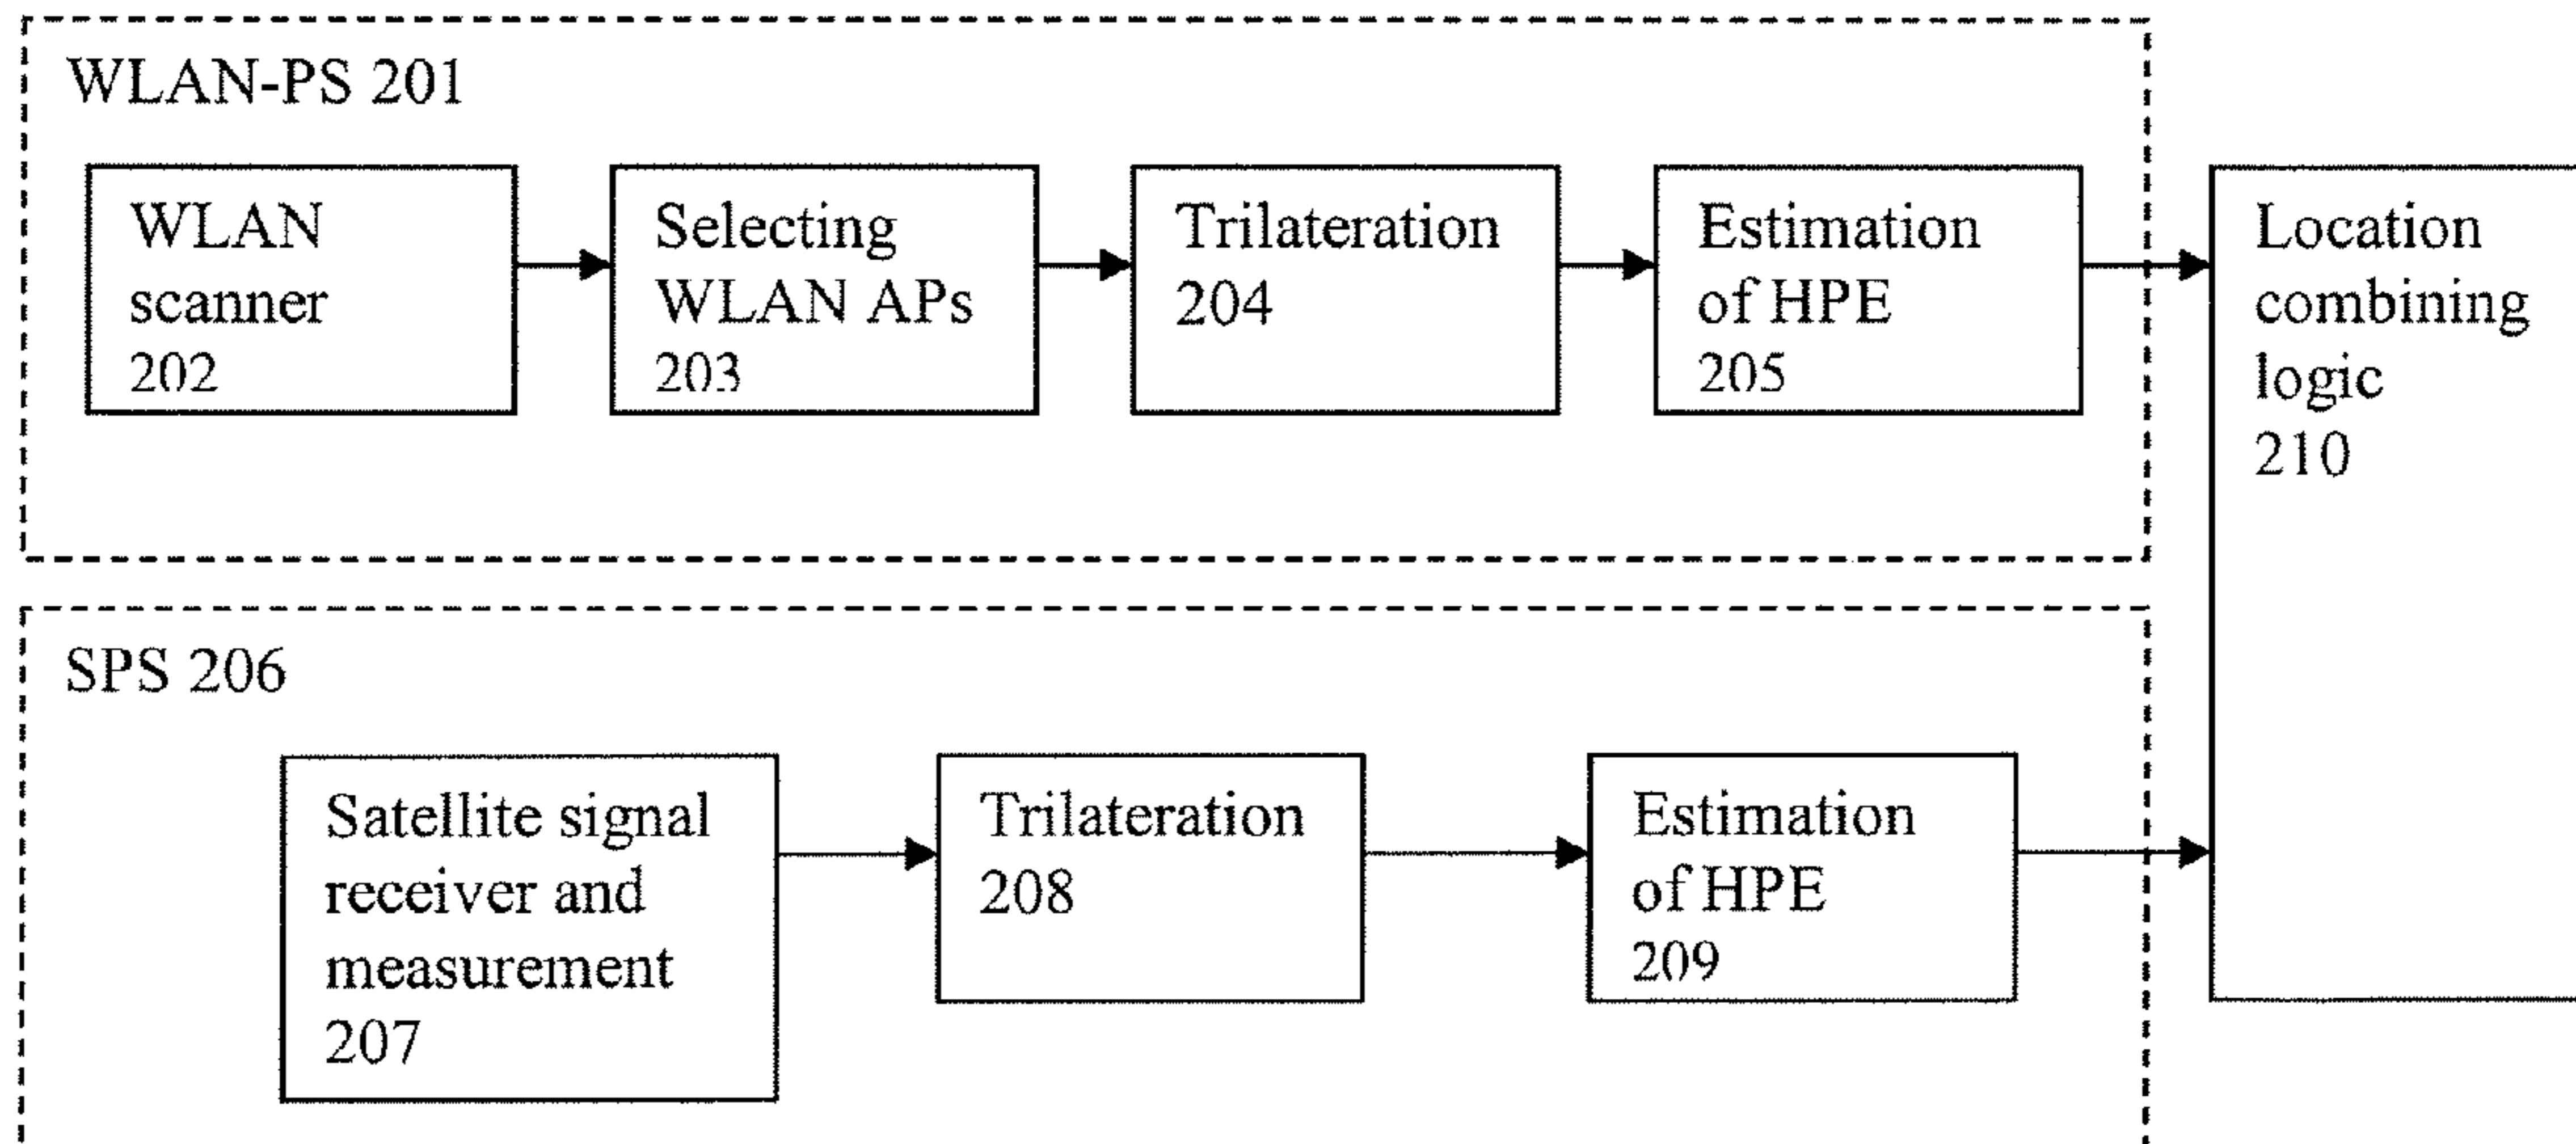 WLAN-PS 201
WLAN
scanner
202
Selecting
WLAN APs
203
Trilateration
204
Estimation
of HPE
205
Location
combining
logic
210
SPS 206
Satellite signal
receiver and
measurement
207
Trilateration
208
Estimation
of HPE
209